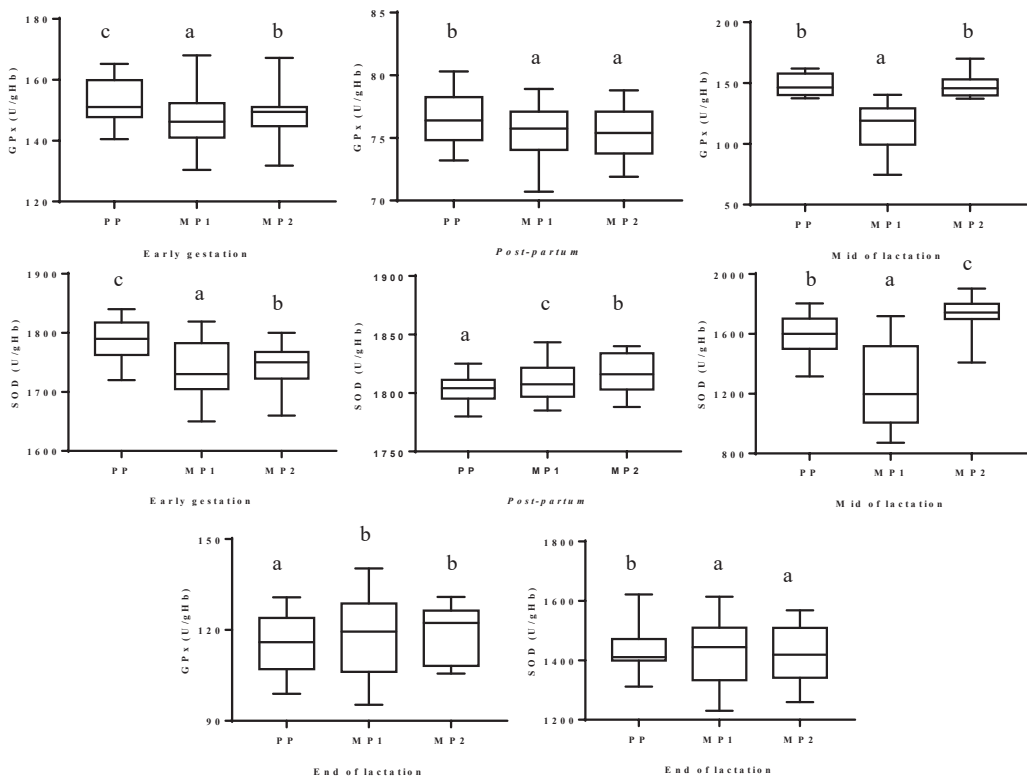 GPx (U/gHb)
180
160
140
120
c a b
PP MP1 MP2
Early gestation
GPx (U/gHb)
85
80
75
70
b a a
PP MP1 MP2
Post-partum
GPx (U/gHb)
200
150
100
50
b a b
PP MP1 MP2
Mid of lactation
SOD (U/gHb)
1900
1800
1700
1600
c a b
PP MP1 MP2
Early gestation
SOD (U/gHb)
1900
1850
1800
1750
a c b
PP MP1 MP2
Post-partum
SOD (U/gHb)
2000
1600
1200
800
b a c
PP MP1 MP2
Mid of lactation
GPx (U/gHb)
150
120
90
a b b
PP MP1 MP2
End of lactation
SOD (U/gHb)
1800
1600
1400
1200
b a a
PP MP1 MP2
End of lactation